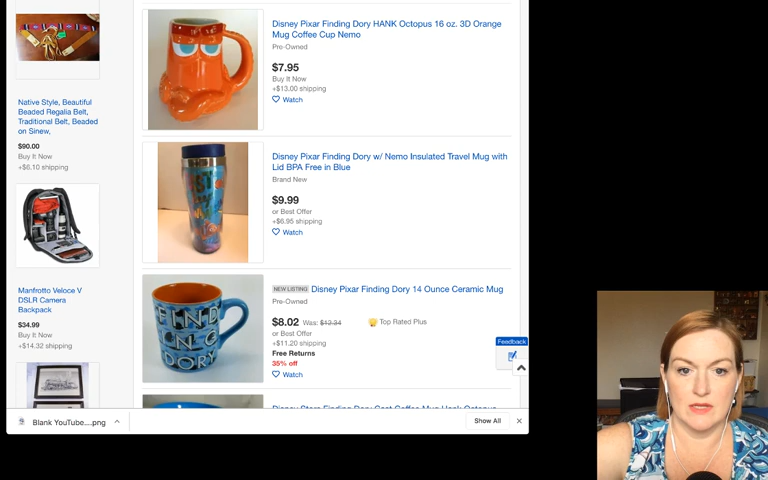 Native Style, Beautiful
Beaded Regalia Belt,
Traditional Belt, Beaded
on Sinew,
$90.00
Buy It Now
+$6.10 shipping
Manfrotto Veloce V
DSLR Camera
Backpack
$34.99
Buy It Now
+$14.32 shipping
Disney Pixar Finding Dory HANK Octopus 16 oz. 3D Orange
Mug Coffee Cup Nemo
Pre-Owned
$7.95
Buy It Now
+$13.00 shipping
Watch
Disney Pixar Finding Dory w/ Nemo Insulated Travel Mug with
Lid BPA Free in Blue
Brand New
$9.99
or Best Offer
+$6.95 shipping
Watch
FIND
ING
DORY
NEW LISTING Disney Pixar Finding Dory 14 Ounce Ceramic Mug
Pre-Owned
$8.02 Was: $12.34 Top Rated Plus
or Best Offer
+$11.20 shipping
Free Returns
35% off
Watch
Feedback
Blank YouTube....png
Show All